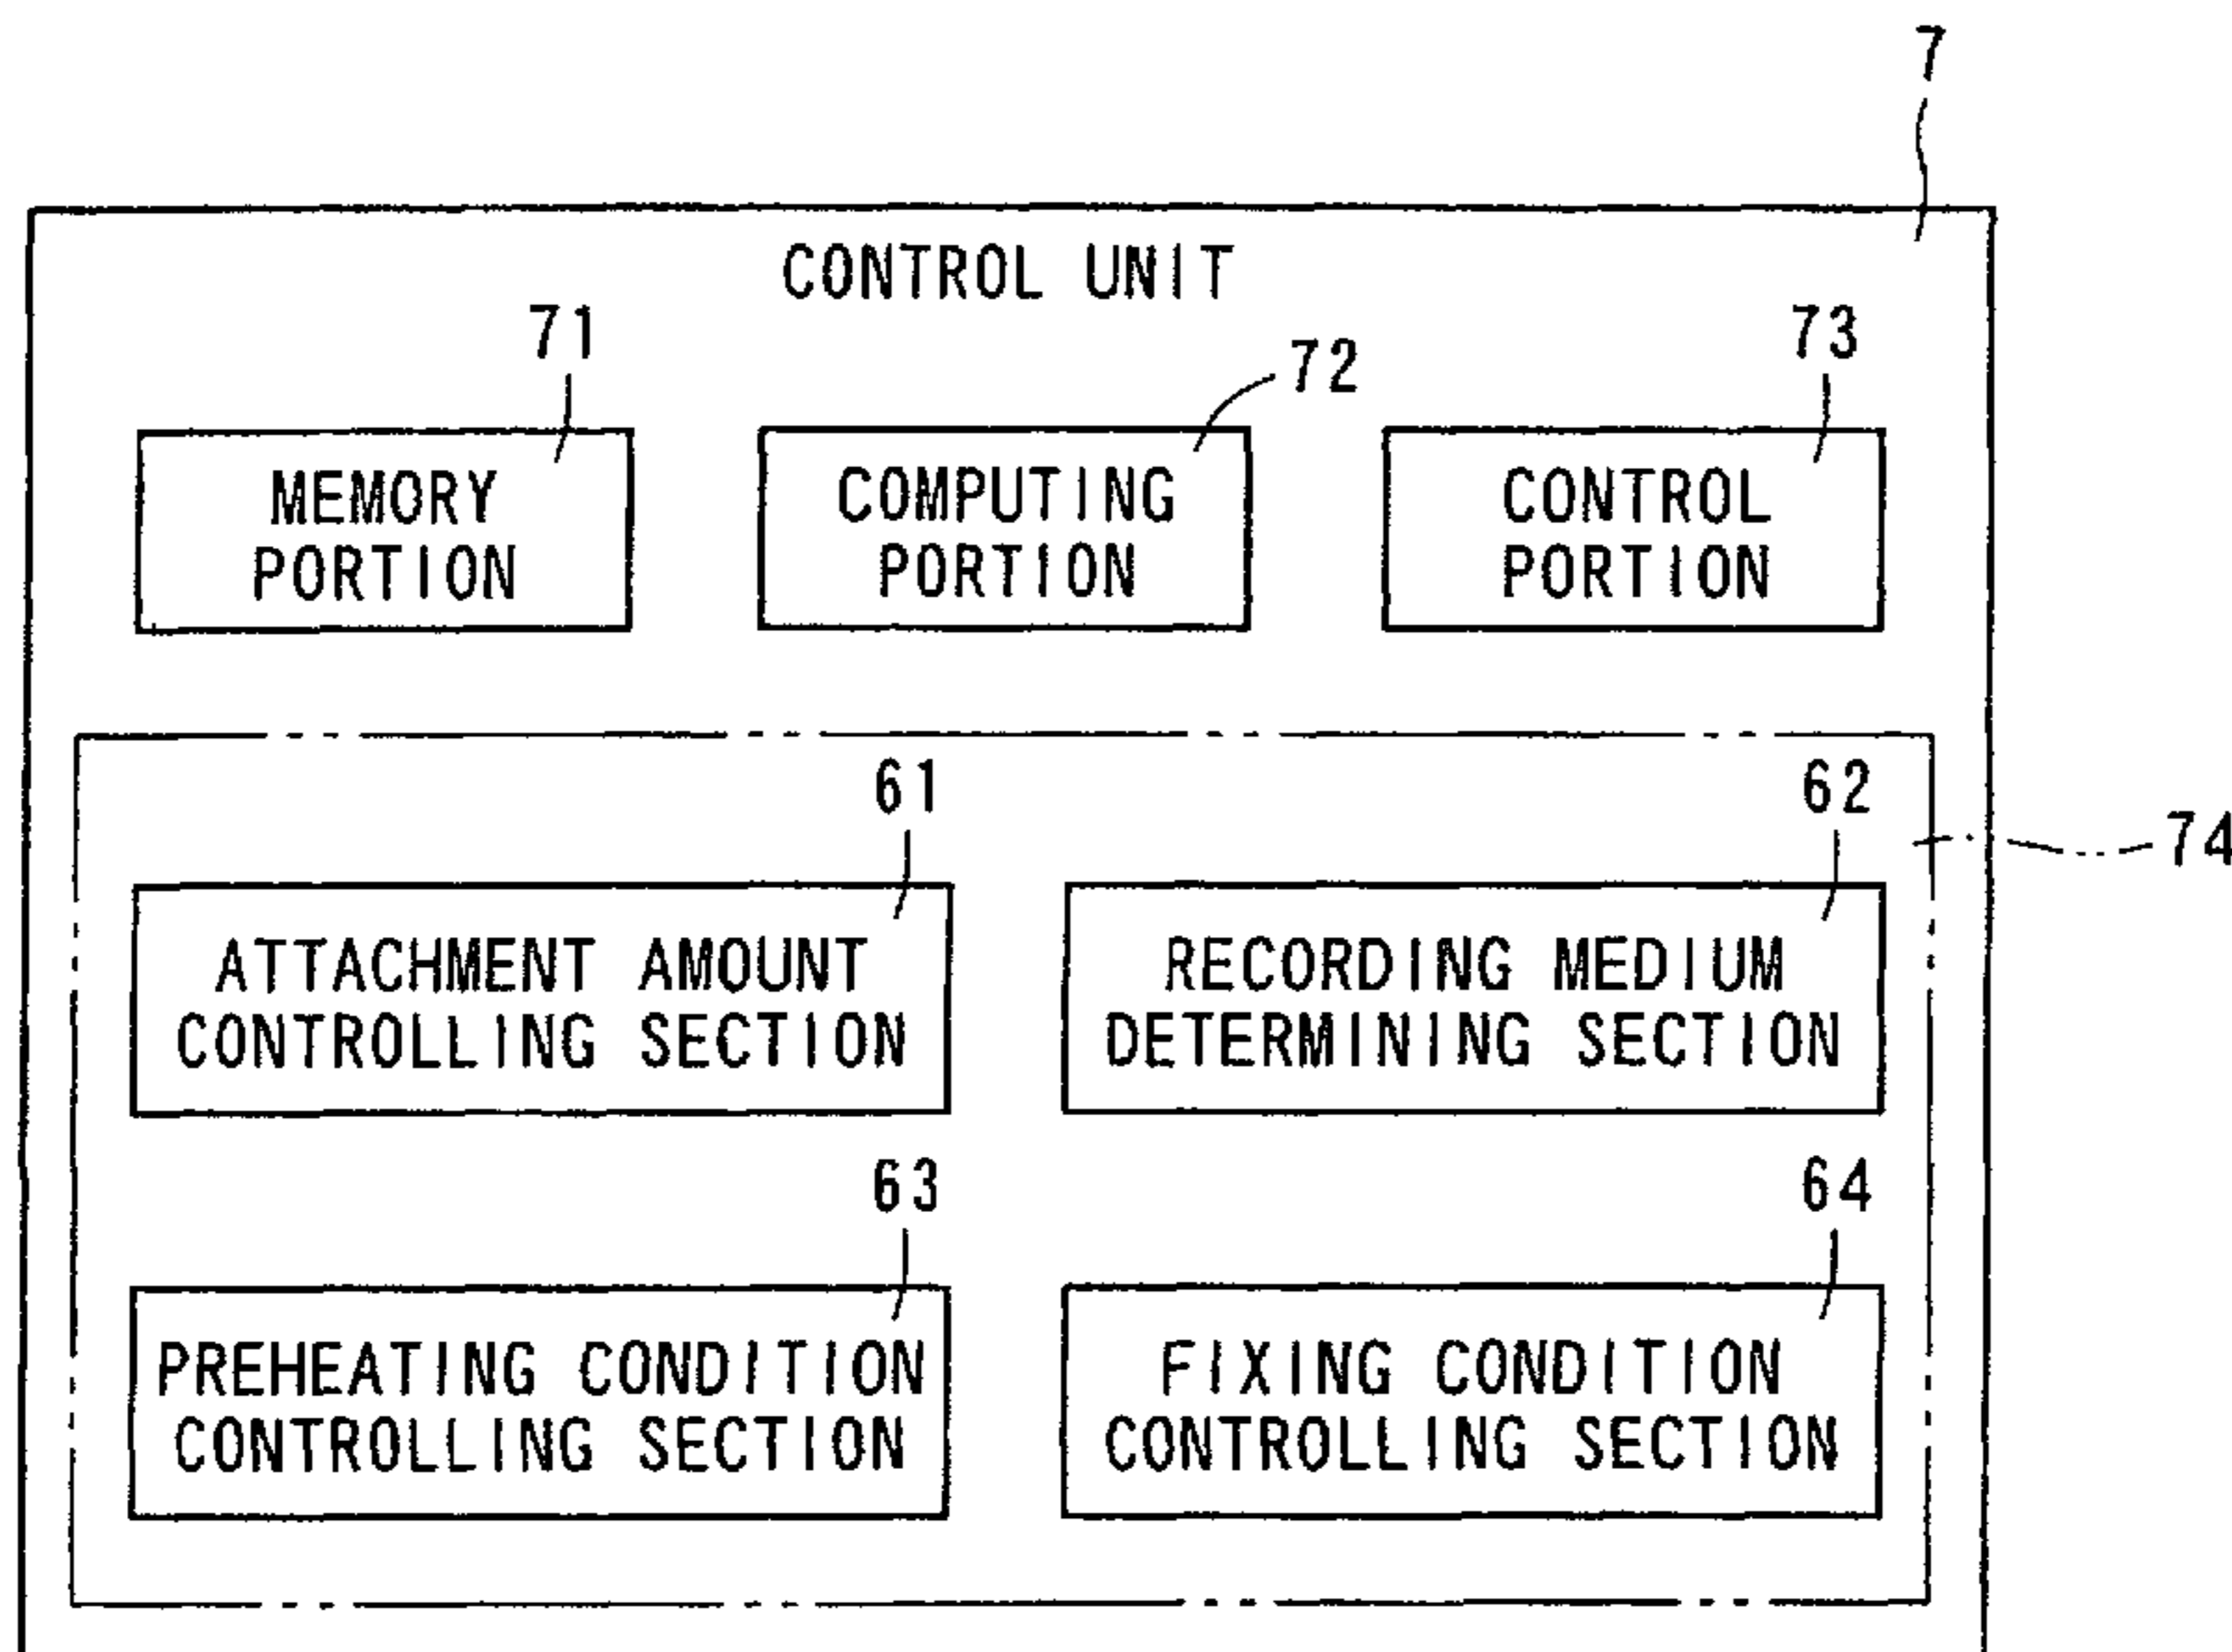 7
CONTROL UNIT
71
72
73
MEMORY
PORTION
COMPUTING
PORTION
CONTROL
PORTION
61
62
74
ATTACHMENT AMOUNT
CONTROLLING SECTION
RECORDING MEDIUM
DETERMINING SECTION
63
64
PREHEATING CONDITION
CONTROLLING SECTION
FIXING CONDITION
CONTROLLING SECTION